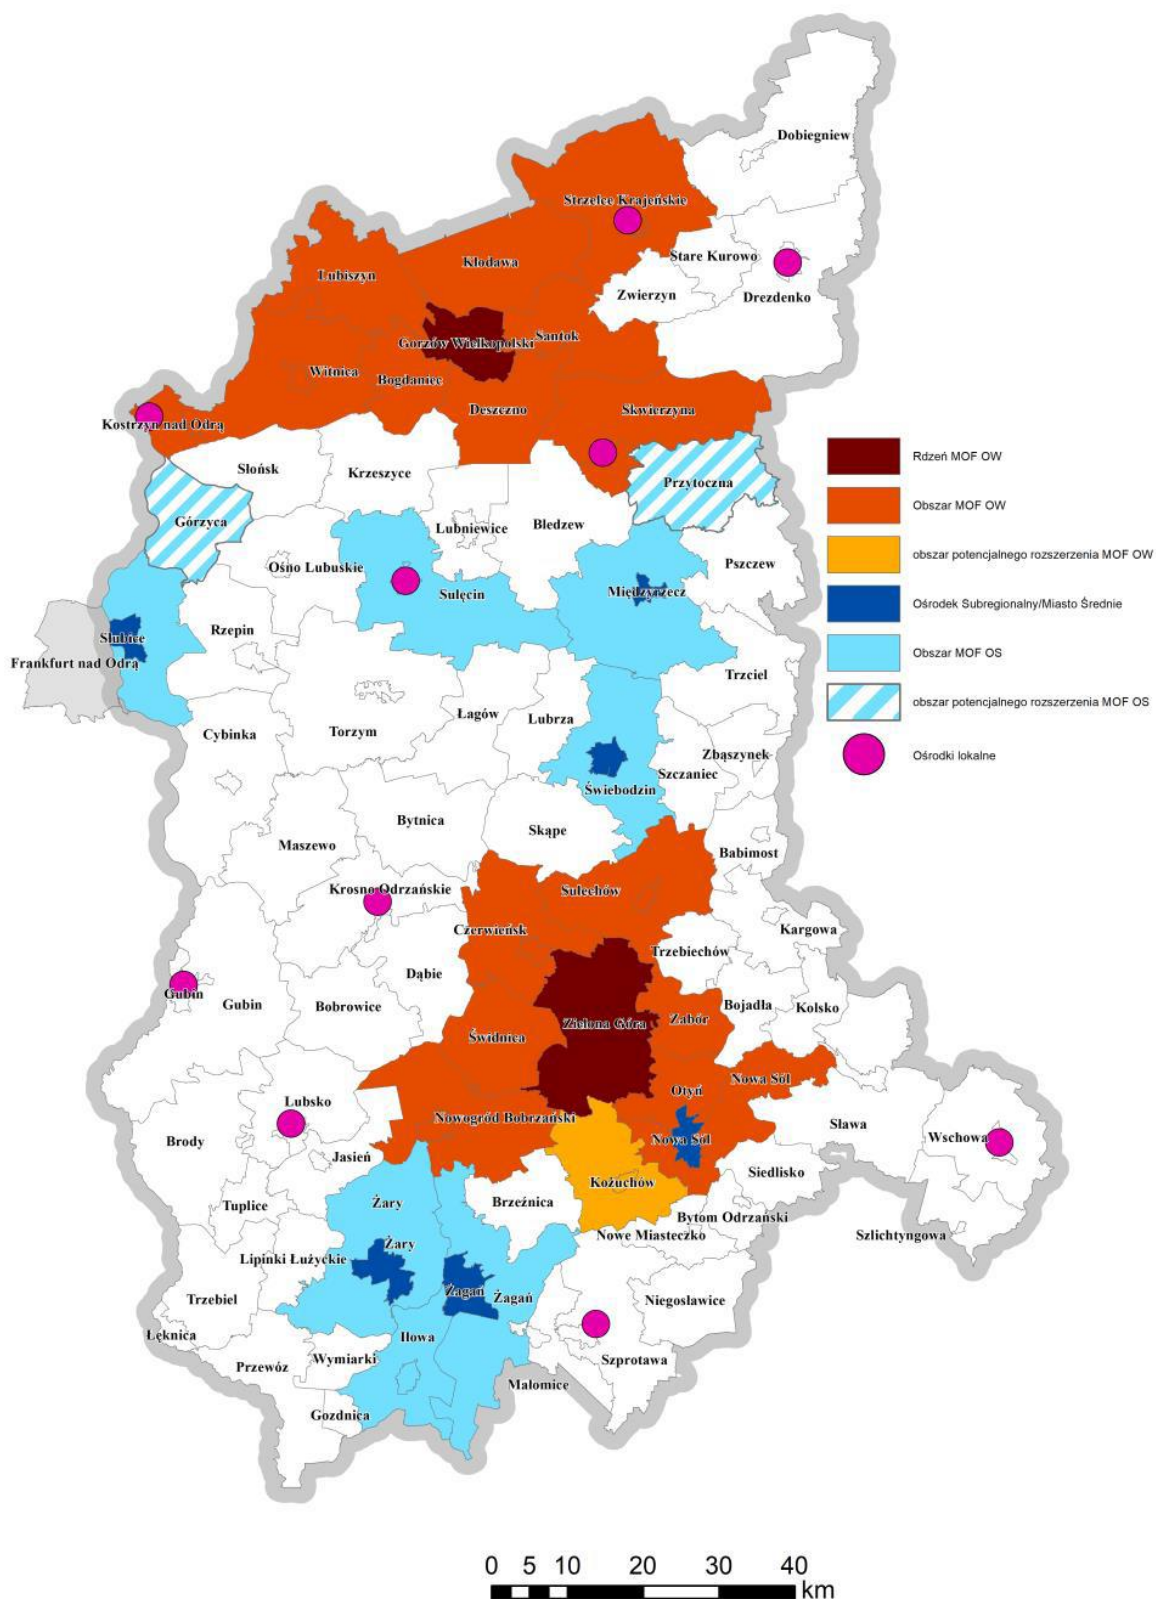 Dobiegniew
Strzelce Krajeńskie
Stare Kurowo
Kłodawa
Lubiszyn
Zwierzyn
Drezdenko
Santok
Gorzów Wielkopolski
Witnica
Bogdaniec
Deszczno
Skwierzyna
Kostrzyn nad Odrą
Rdzeń MOF OW
Słońsk
Krzeszyce
Przytoczna
Obszar MOF OW
Górzyca
Lubniewice
Bledzew
obszar potencjalnego rozszerzenia MOF OW
Ośno Lubuskie
Pszczew
Sulęcin
Międzyrzecz
Ośrodek Subregionalny/Miasto Średnie
Słubice
Rzepin
Frankfurt nad Odrą
Obszar MOF OS
Trzciel
Łagów
Lubrza
obszar potencjalnego rozszerzenia MOF OS
Cybinka
Torzym
Zbąszynek
Szczaniec
Ośrodki lokalne
Świebodzin
Bytnica
Skąpe
Maszewo
Babimost
Krosno Odrzańskie
Sulechów
Czerwieńsk
Kargowa
Trzebiechów
Dąbie
Gubin
Gubin
Bobrowice
Bojadła
Kolsko
Zabór
Zielona Góra
Świdnica
Nowa Sól
Otyń
Lubsko
Nowogród Bobrzański
Sława
Brody
Nowa Sól
Wschowa
Jasień
Siedlisko
Kożuchów
Żary
Brzeźnica
Tuplice
Bytom Odrzański
Nowe Miasteczko
Szlichtyngowa
Żary
Lipinki Łużyckie
Żagań
Żagań
Trzebiel
Niegosławice
Łęknica
Iłowa
Przewóz
Wymiarki
Szprotawa
Małomice
Gozdnica
0 5 10 20 30 40
km